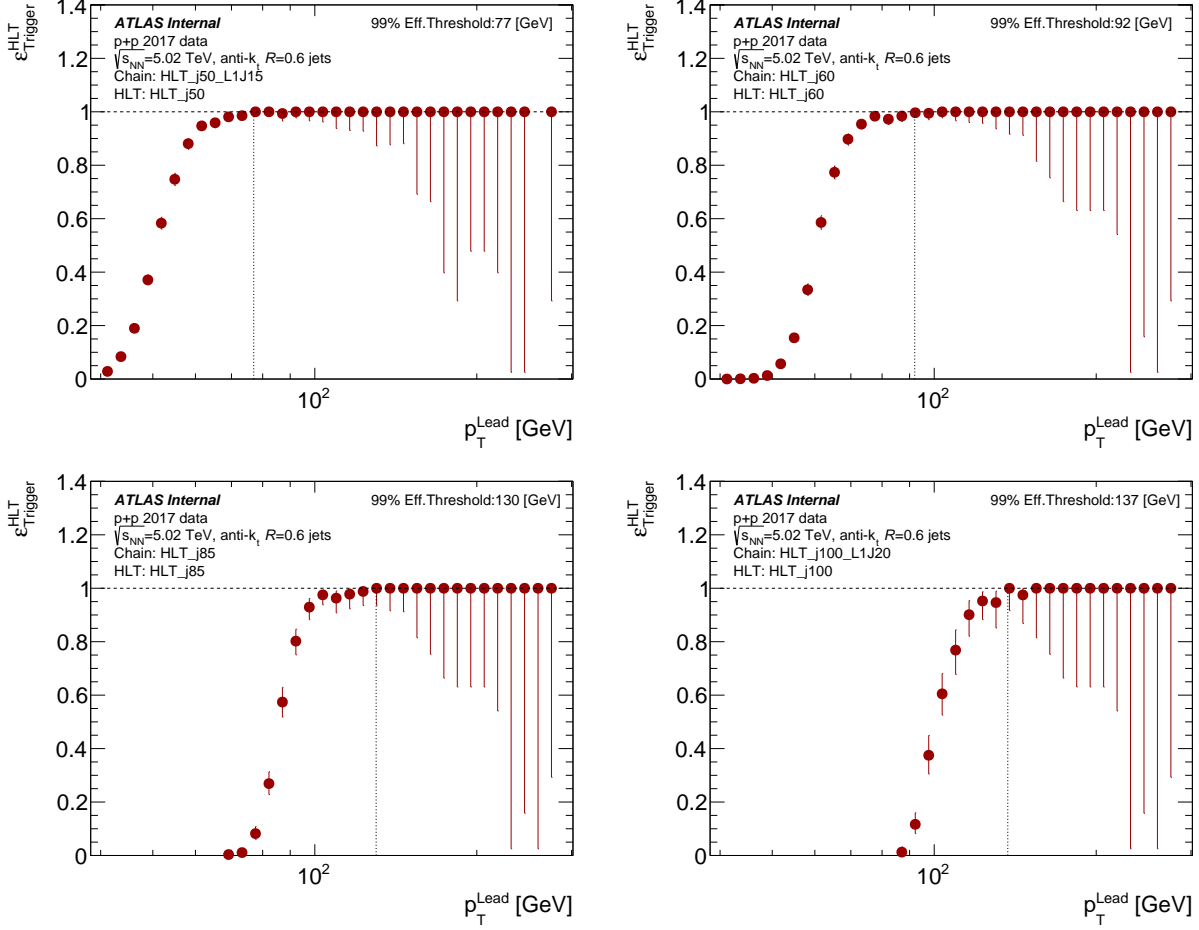 ATLAS Internal
99% Eff.Threshold:77 [GeV]
p+p 2017 data
√sNN=5.02 TeV, anti-kt R=0.6 jets
Chain: HLT_j50_L1J15
HLT: HLT_j50
εHLTTrigger
1.4
1.2
1
0.8
0.6
0.4
0.2
0
10²
pTLead [GeV]
ATLAS Internal
99% Eff.Threshold:92 [GeV]
p+p 2017 data
√sNN=5.02 TeV, anti-kt R=0.6 jets
Chain: HLT_j60
HLT: HLT_j60
εHLTTrigger
1.4
1.2
1
0.8
0.6
0.4
0.2
0
10²
pTLead [GeV]
ATLAS Internal
99% Eff.Threshold:130 [GeV]
p+p 2017 data
√sNN=5.02 TeV, anti-kt R=0.6 jets
Chain: HLT_j85
HLT: HLT_j85
εHLTTrigger
1.4
1.2
1
0.8
0.6
0.4
0.2
0
10²
pTLead [GeV]
ATLAS Internal
99% Eff.Threshold:137 [GeV]
p+p 2017 data
√sNN=5.02 TeV, anti-kt R=0.6 jets
Chain: HLT_j100_L1J20
HLT: HLT_j100
εHLTTrigger
1.4
1.2
1
0.8
0.6
0.4
0.2
0
10²
pTLead [GeV]